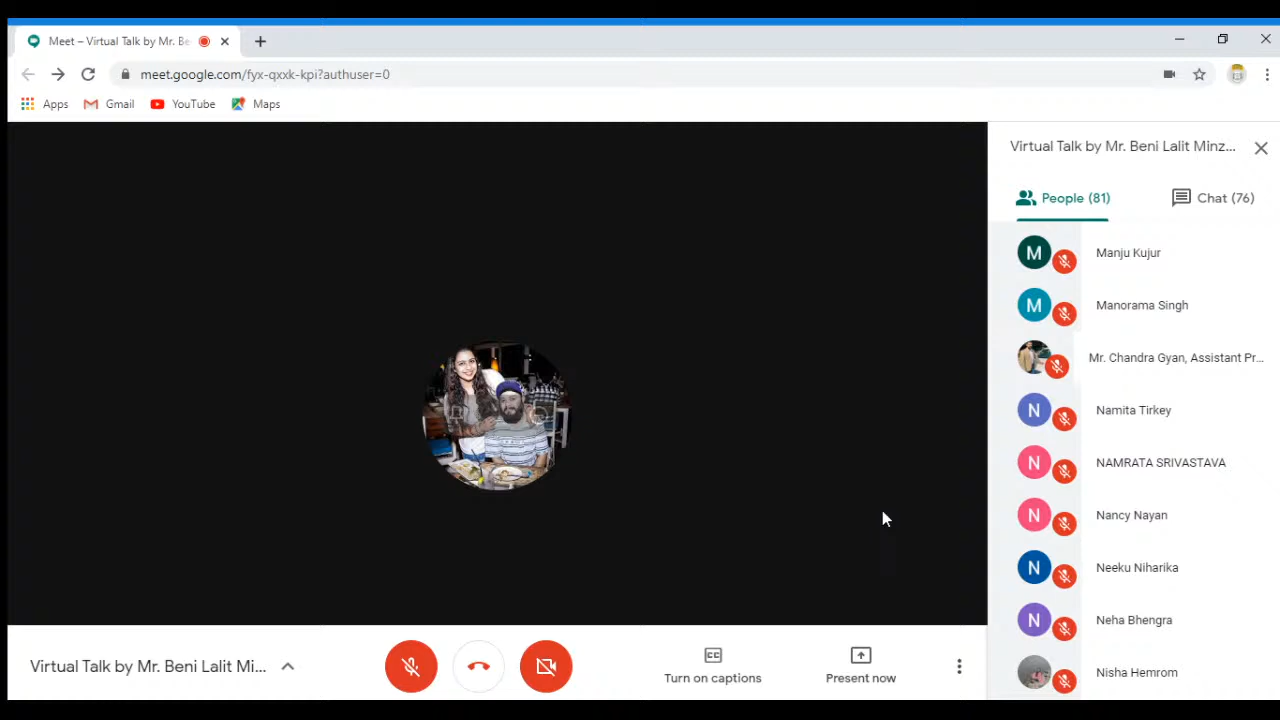 Meet – Virtual Talk by Mr. Be
meet.google.com/fyx-qxxk-kpi?authuser=0
Apps Gmail YouTube Maps
Virtual Talk by Mr. Beni Lalit Minz...
People (81) Chat (76)
M Manju Kujur
M Manorama Singh
Mr. Chandra Gyan, Assistant Pr...
N Namita Tirkey
N NAMRATA SRIVASTAVA
N Nancy Nayan
N Neeku Niharika
N Neha Bhengra
Nisha Hemrom
Virtual Talk by Mr. Beni Lalit Mi...
CC
Turn on captions
Present now